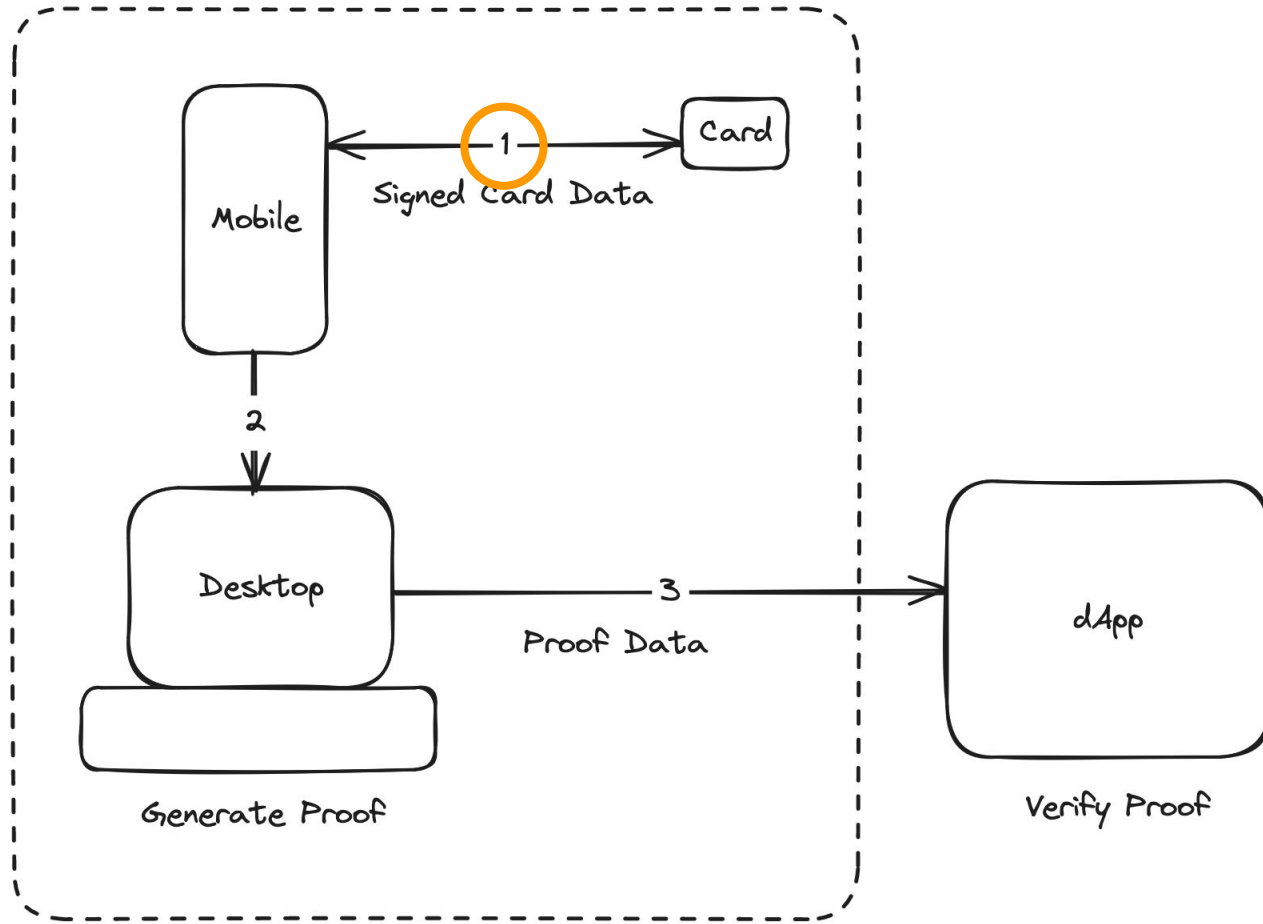 Card
1
Signed Card Data
Mobile
2
Desktop
3
dApp
Proof Data
Generate Proof
Verify Proof